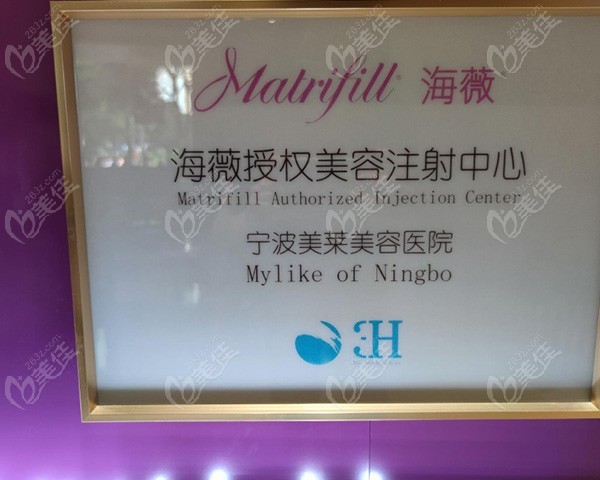 Matrifill® 海薇
海薇授权美容注射中心
Matrifill Authorized Injection Center
宁波美莱美容医院
Mylike of Ningbo
3H